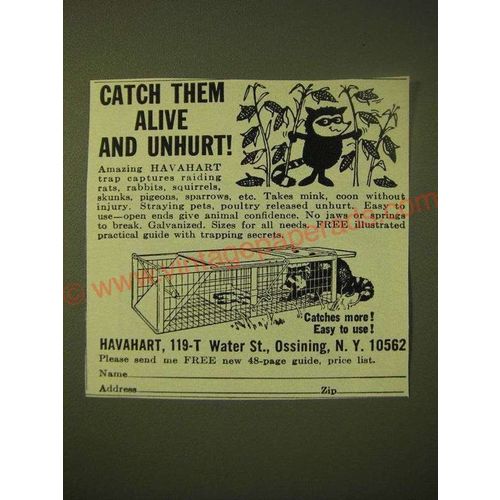 CATCH THEM
ALIVE
AND UNHURT!
Amazing HAVAHART
trap captures raiding
rats, rabbits, squirrels,
skunks, pigeons, sparrows, etc. Takes mink, coon without
injury. Straying pets, poultry released unhurt. Easy to
use—open ends give animal confidence. No jaws or springs
to break. Galvanized. Sizes for all needs. FREE illustrated
practical guide with trapping secrets.
Catches more!
Easy to use!
HAVAHART, 119-T Water St., Ossining, N. Y. 10562
Please send me FREE new 48-page guide, price list.
Name
Address Zip
© www.vintagepaperads.com